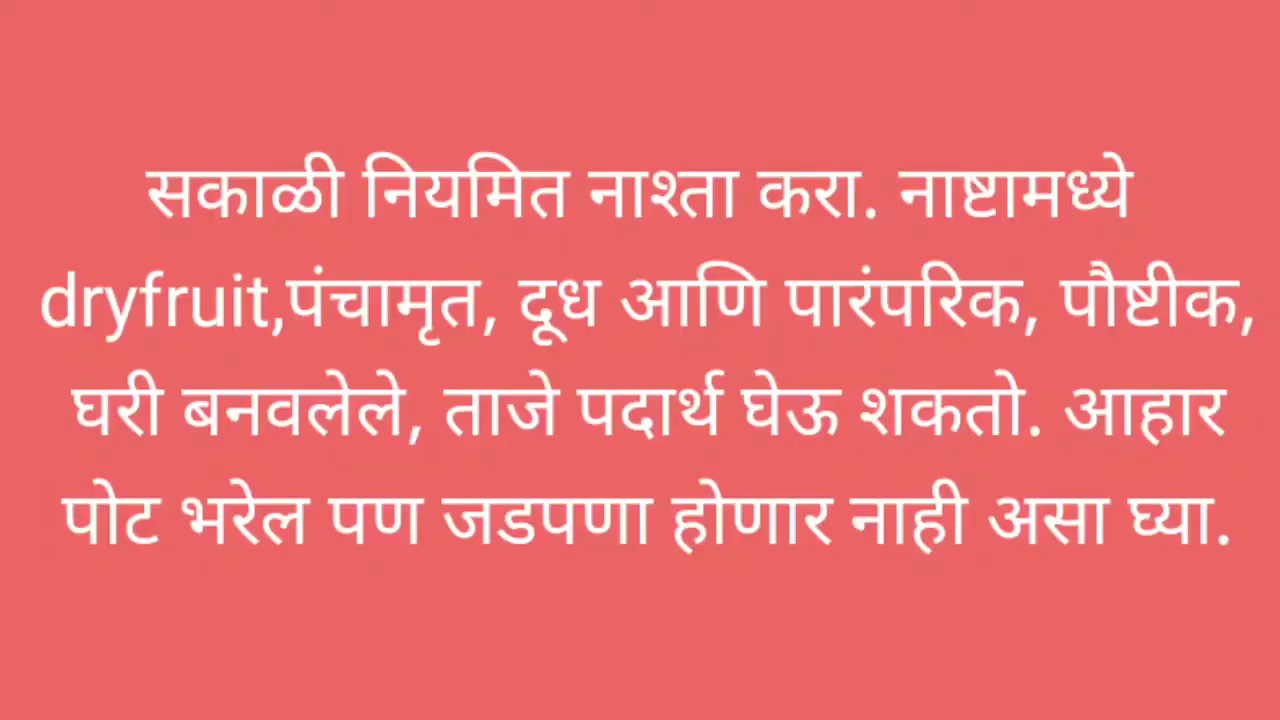 सकाळी नियमित नाश्ता करा. नाष्टामध्ये
dryfruit,पंचामृत, दूध आणि पारंपरिक, पौष्टीक,
घरी बनवलेले, ताजे पदार्थ घेऊ शकतो. आहार
पोट भरेल पण जडपणा होणार नाही असा घ्या.